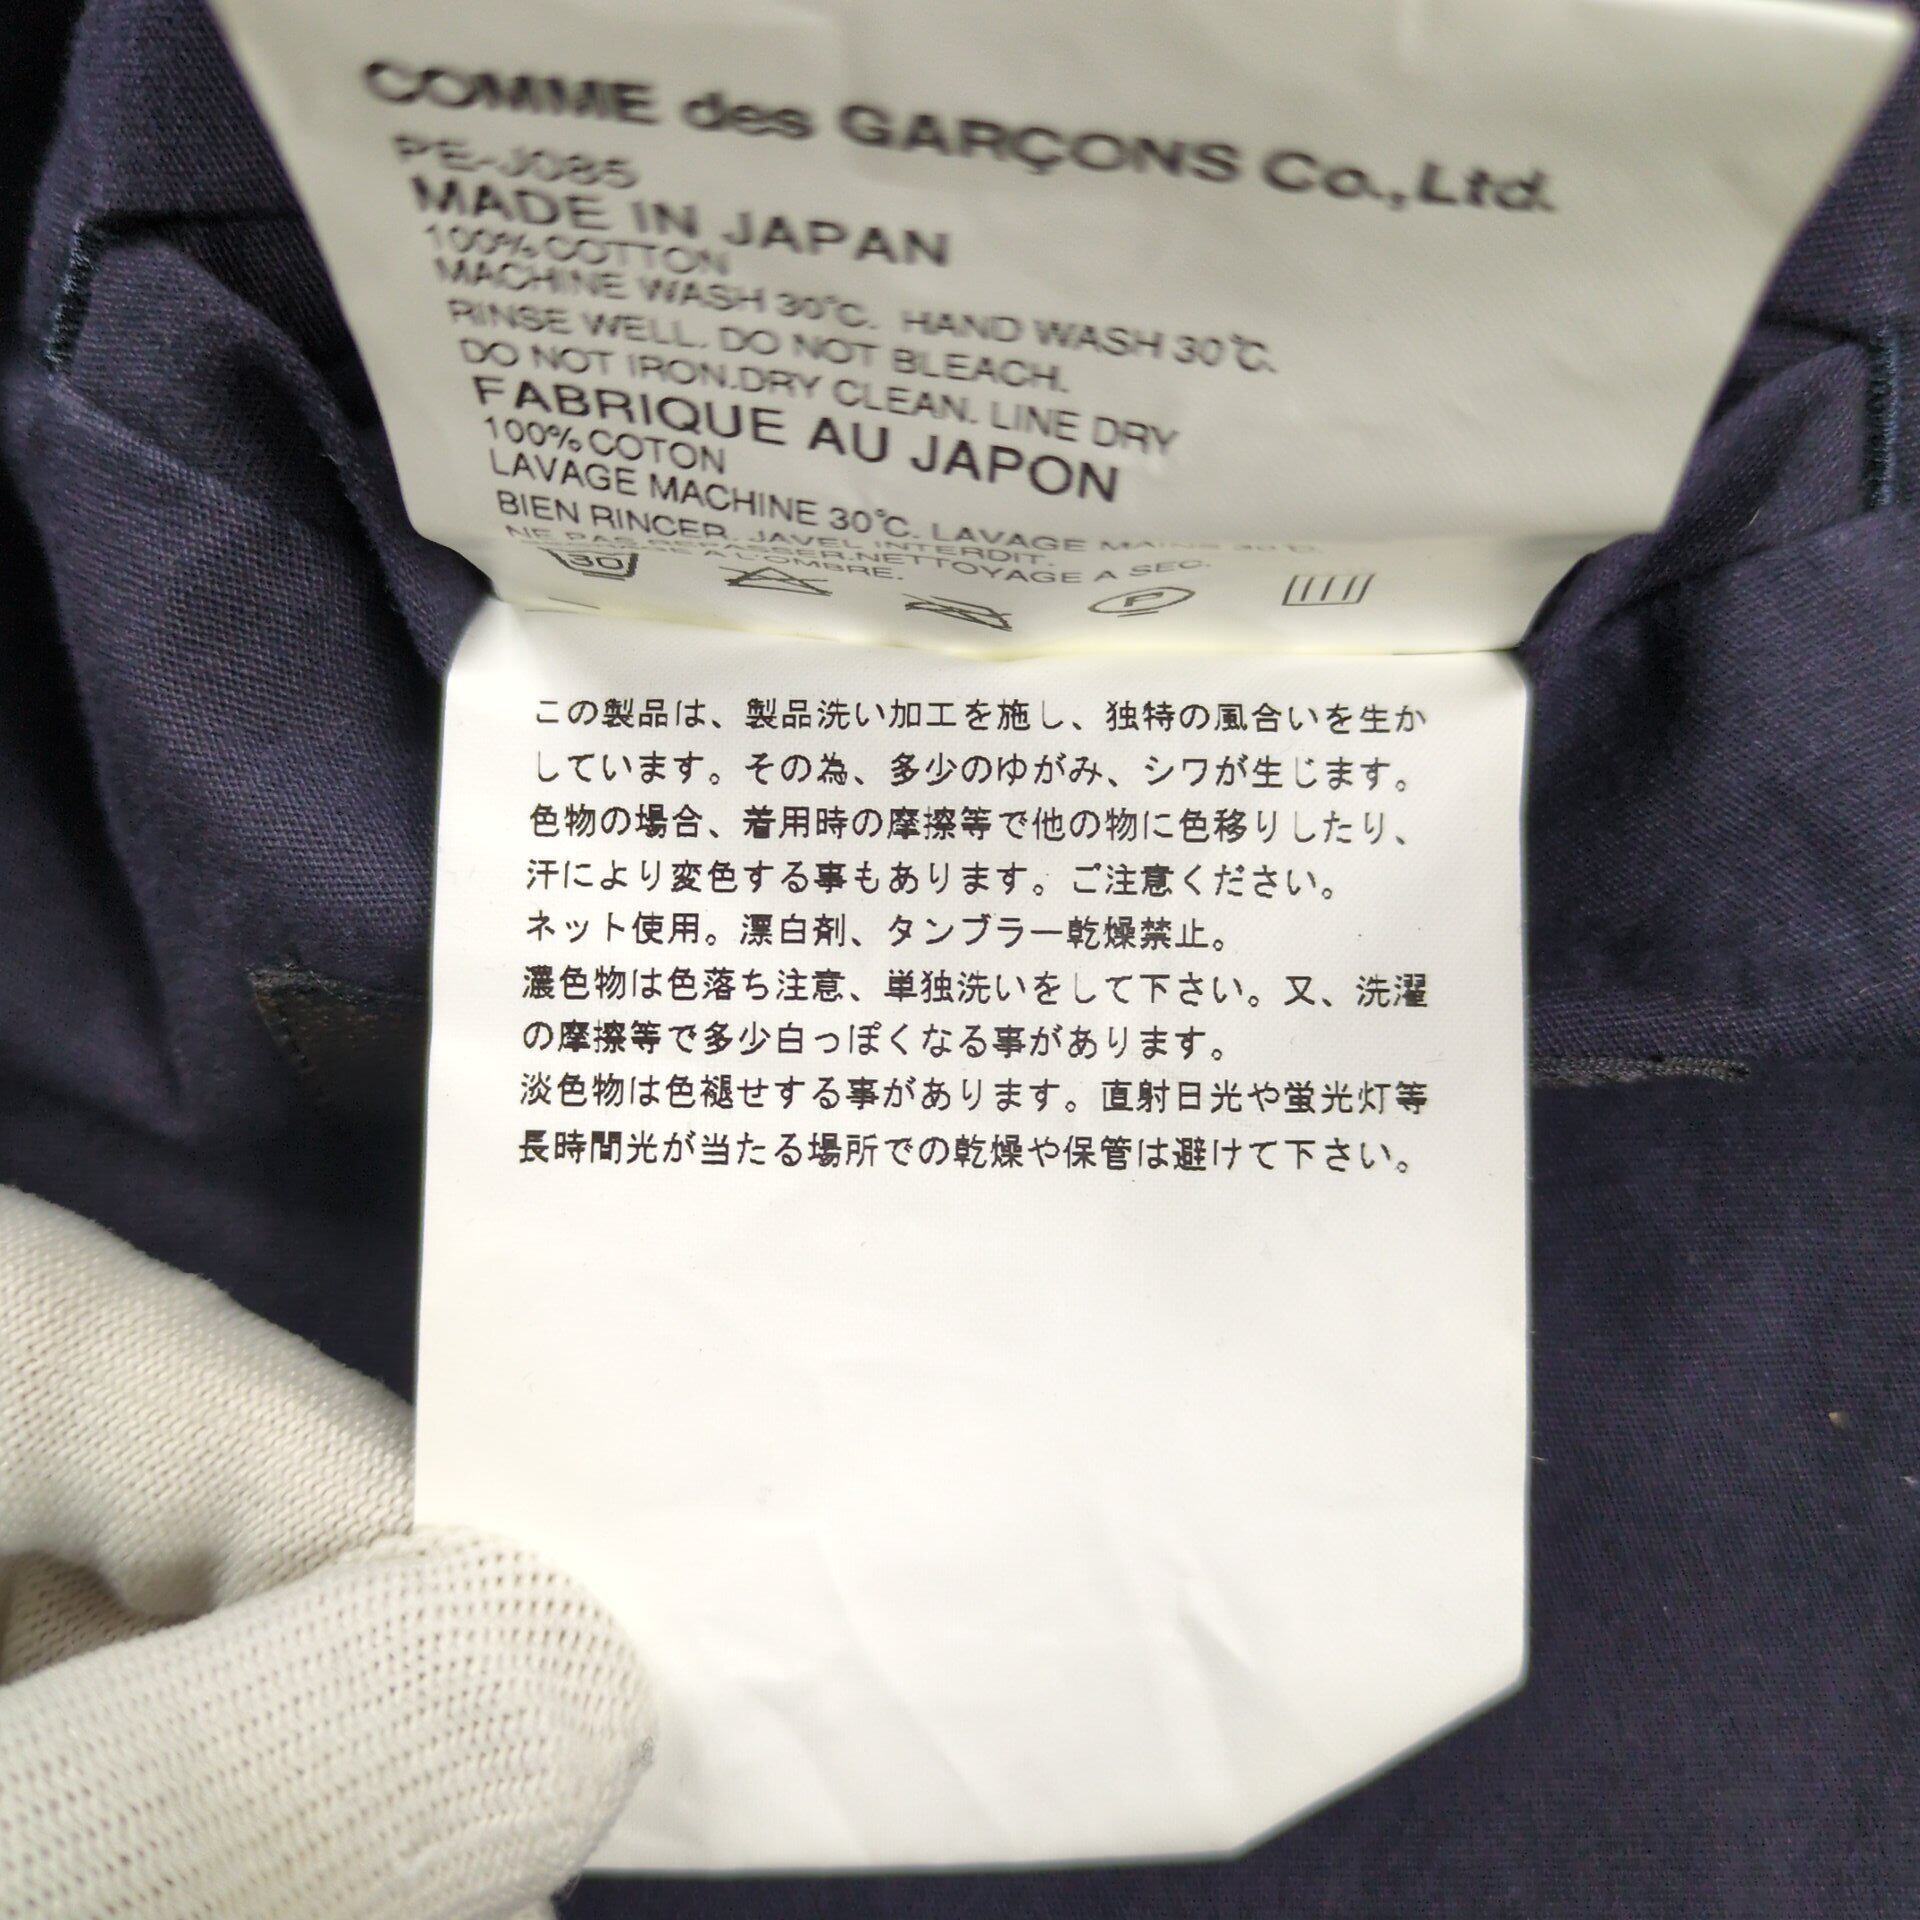 COMME des GARÇONS Co.,Ltd.
PE-J085
MADE IN JAPAN
100%COTTON
MACHINE WASH 30℃. HAND WASH 30℃.
RINSE WELL. DO NOT BLEACH.
DO NOT IRON.DRY CLEAN. LINE DRY
FABRIQUE AU JAPON
100%COTON
LAVAGE MACHINE 30℃. LAVAGE MAINS 30℃.
BIEN RINCER. JAVEL INTERDIT.
NE PAS REPASSER.NETTOYAGE A SEC.
A L'OMBRE.
30 P
この製品は、製品洗い加工を施し、独特の風合いを生か
しています。その為、多少のゆがみ、シワが生じます。
色物の場合、着用時の摩擦等で他の物に色移りしたり、
汗により変色する事もあります。ご注意ください。
ネット使用。漂白剤、タンブラー乾燥禁止。
濃色物は色落ち注意、単独洗いをして下さい。又、洗濯
の摩擦等で多少白っぽくなる事があります。
淡色物は色褪せする事があります。直射日光や蛍光灯等
長時間光が当たる場所での乾燥や保管は避けて下さい。